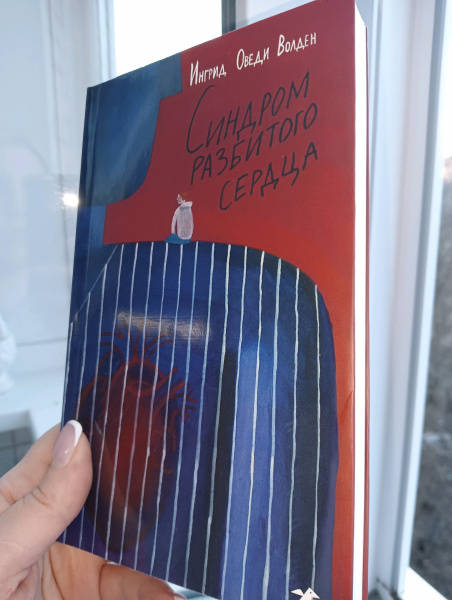 Ингрид Оведи Волден
Синдром
разбитого
сердца